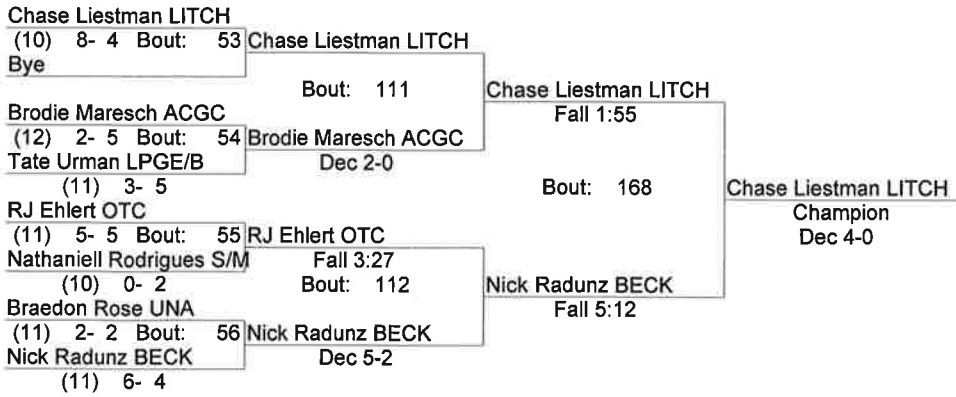 Chase Liestman LITCH
(10) 8- 4 Bout: 53 Chase Liestman LITCH
Bye
Bout: 111 Chase Liestman LITCH
Brodie Maresch ACGC Fall 1:55
(12) 2- 5 Bout: 54 Brodie Maresch ACGC
Tate Urman LPGE/B Dec 2-0
(11) 3- 5 Bout: 168 Chase Liestman LITCH
RJ Ehlert OTC Champion
(11) 5- 5 Bout: 55 RJ Ehlert OTC Dec 4-0
Nathaniell Rodrigues S/M Fall 3:27
(10) 0- 2 Bout: 112 Nick Radunz BECK
Braedon Rose UNA Fall 5:12
(11) 2- 2 Bout: 56 Nick Radunz BECK
Nick Radunz BECK Dec 5-2
(11) 6- 4